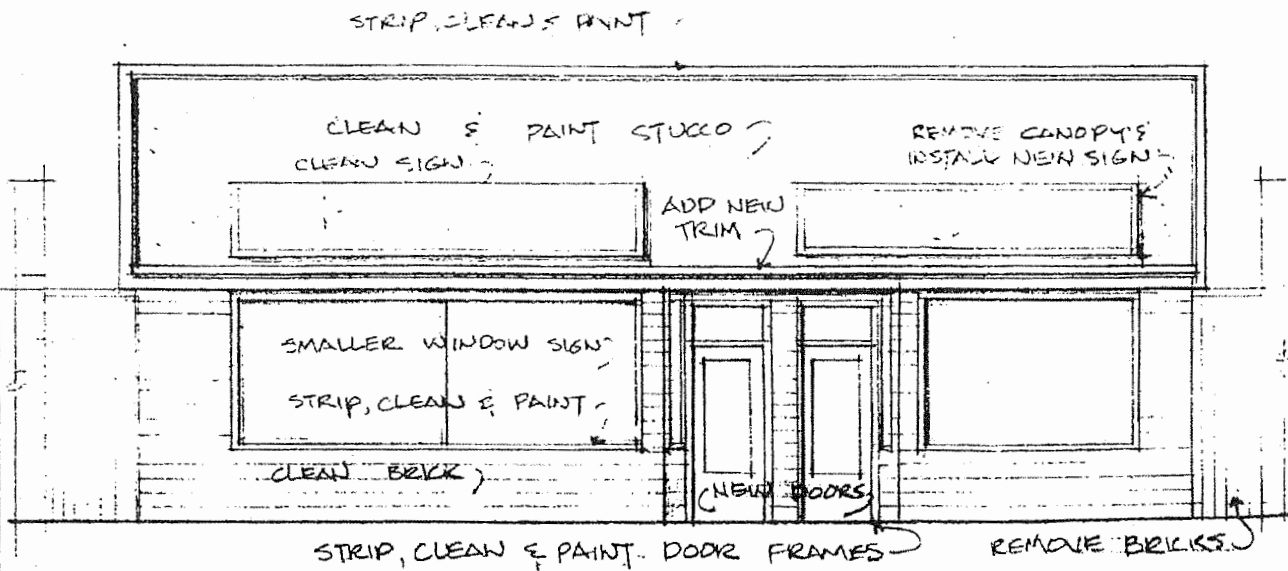 STRIP, CLEAN & PAINT
CLEAN & PAINT STUCCO
CLEAN SIGN
REMOVE CANOPY &
INSTALL NEW SIGN
ADD NEW
TRIM
SMALLER WINDOW SIGN
STRIP, CLEAN & PAINT
CLEAN BRICK
NEW DOORS
STRIP, CLEAN & PAINT DOOR FRAMES
REMOVE BRICKS